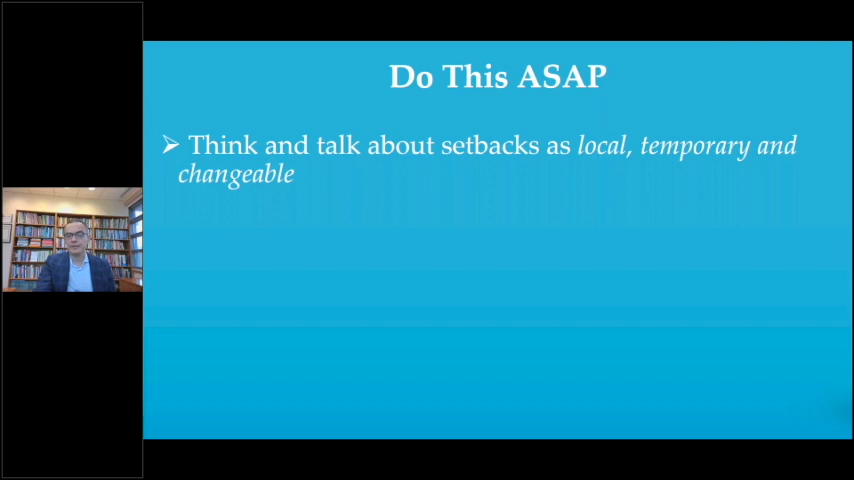 Do This ASAP
➢ Think and talk about setbacks as local, temporary and
changeable